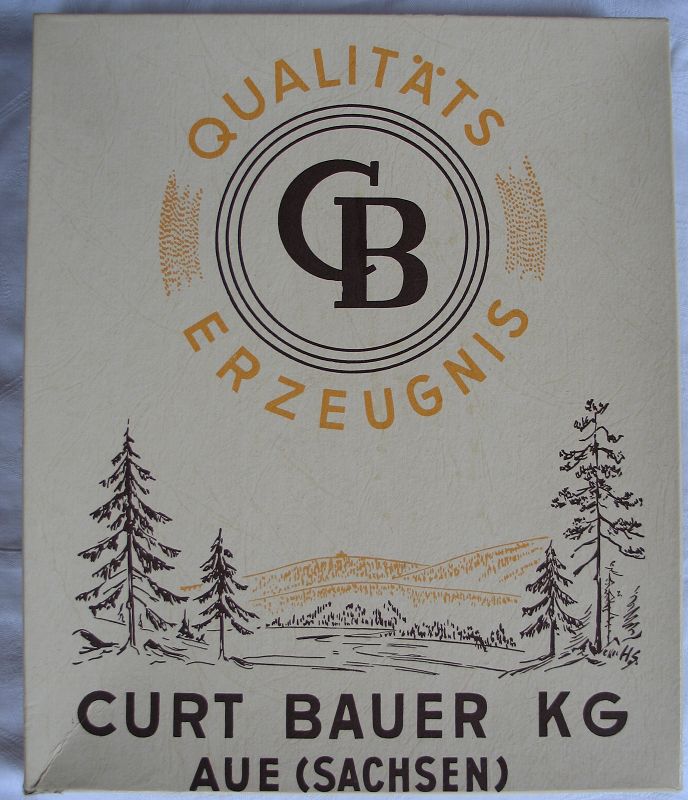 QUALITÄTS
CB
ERZEUGNIS
HS
CURT BAUER KG
AUE (SACHSEN)